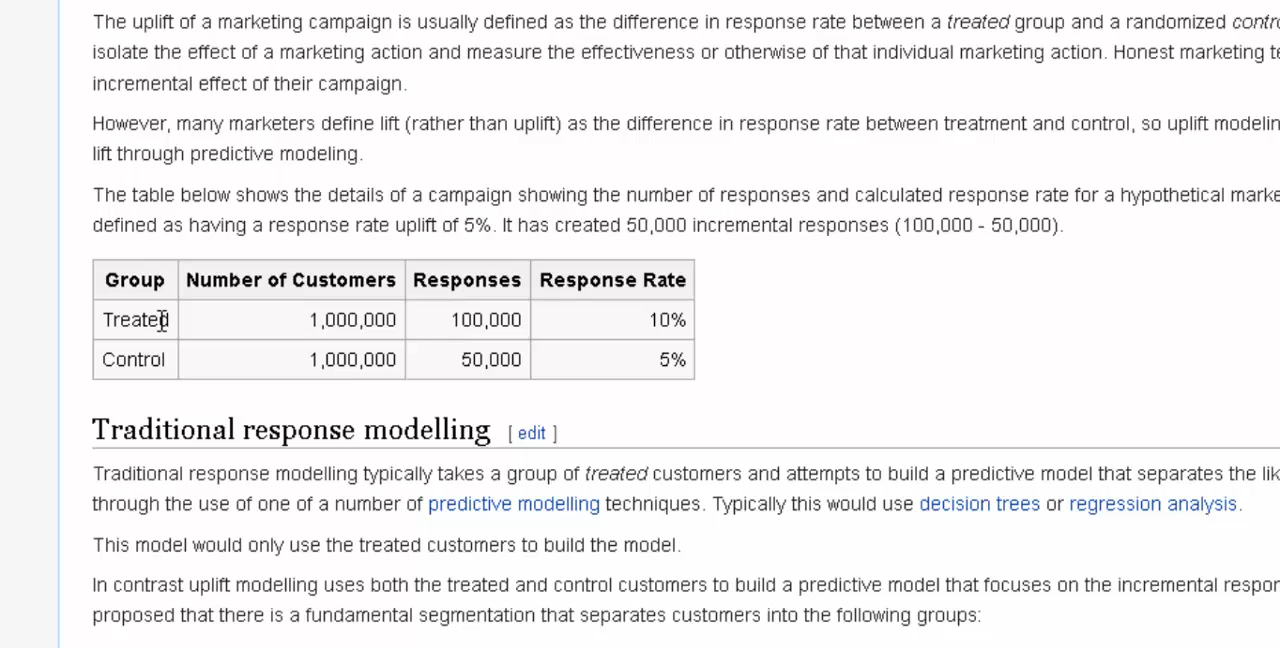 The uplift of a marketing campaign is usually defined as the difference in response rate between a treated group and a randomized
isolate the effect of a marketing action and measure the effectiveness or otherwise of that individual marketing action. Honest marketing
incremental effect of their campaign.
However, many marketers define lift (rather than uplift) as the difference in response rate between treatment and control, so uplift
lift through predictive modeling.
The table below shows the details of a campaign showing the number of responses and calculated response rate for a hypothetical
defined as having a response rate uplift of 5%. It has created 50,000 incremental responses (100,000 - 50,000).
Group Number of Customers Responses Response Rate
Treated 1,000,000 100,000 10%
Control 1,000,000 50,000 5%
Traditional response modelling [ edit ]
Traditional response modelling typically takes a group of treated customers and attempts to build a predictive model that separates the
through the use of one of a number of predictive modelling techniques. Typically this would use decision trees or regression analysis.
This model would only use the treated customers to build the model.
In contrast uplift modelling uses both the treated and control customers to build a predictive model that focuses on the incremental
proposed that there is a fundamental segmentation that separates customers into the following groups: